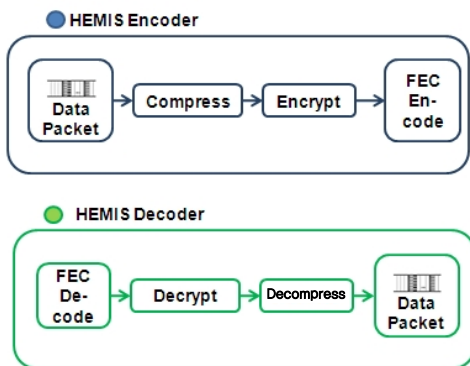 HEMIS Encoder
Data
Packet
Compress
Encrypt
FEC
En-
code
HEMIS Decoder
FEC
De-
code
Decrypt
Decompress
Data
Packet